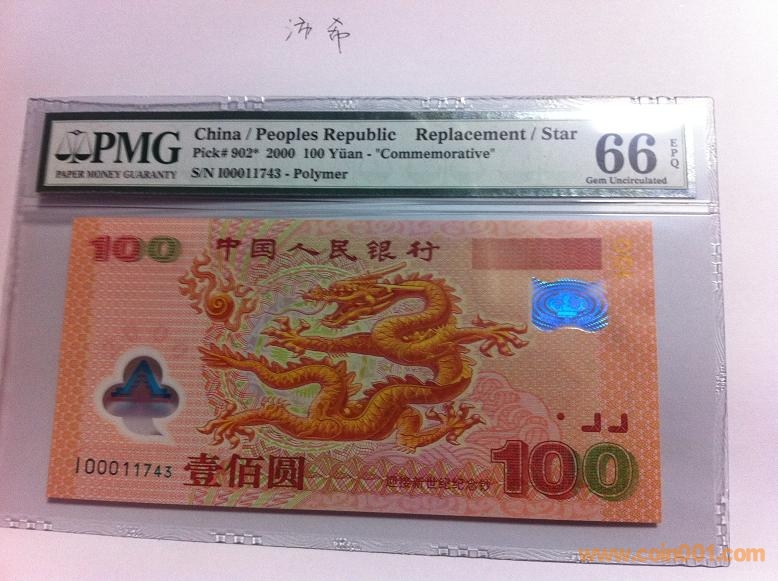 沛希
PMG
PAPER MONEY GUARANTY
China / Peoples Republic Replacement / Star
Pick# 902* 2000 100 Yüan - "Commemorative"
S/N I00011743 - Polymer
66 EPQ
Gem Uncirculated
100 中国人民银行
I00011743 壹佰圆
迎接新世纪纪念钞 100
www.coin001.com